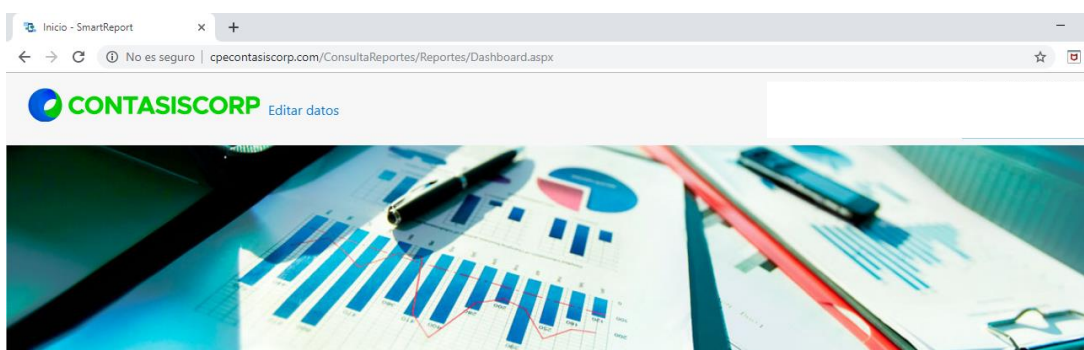 Inicio - SmartReport
No es seguro | cpecontasiscorp.com/ConsultaReportes/Reportes/Dashboard.aspx
CONTASISCORP Editar datos